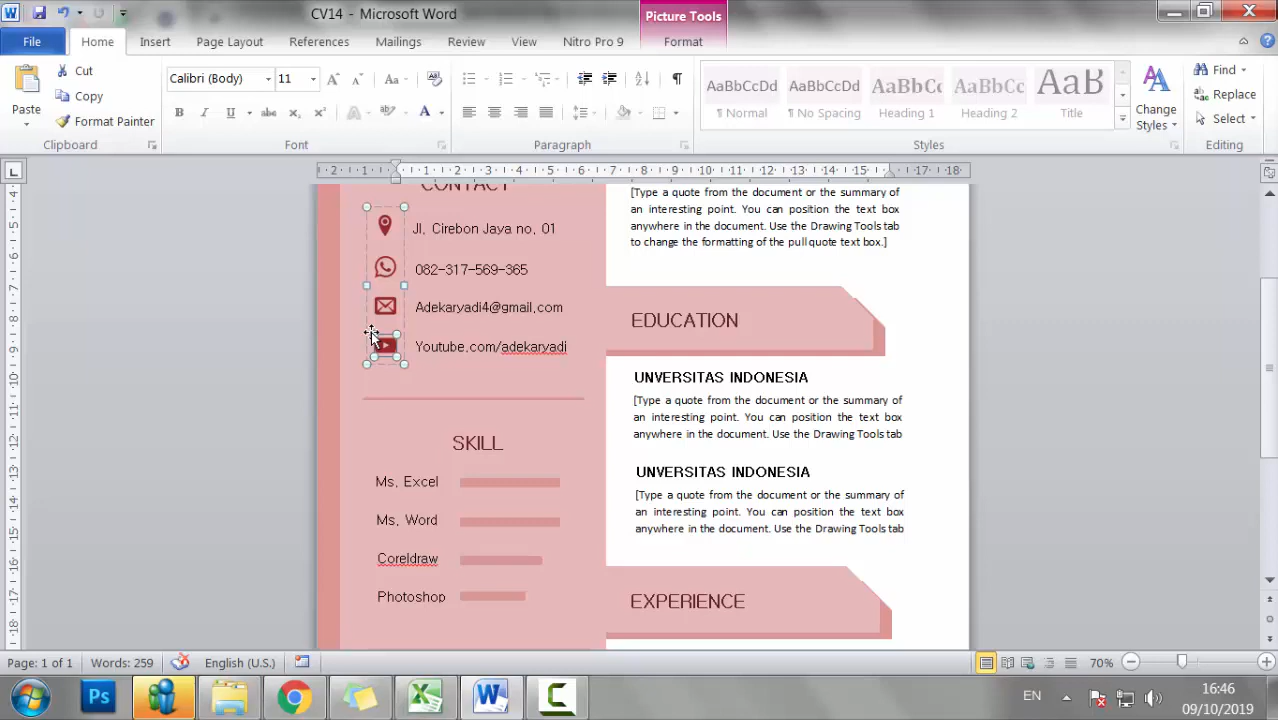 CV14 - Microsoft Word
Picture Tools
File
Home
Insert
Page Layout
References
Mailings
Review
View
Nitro Pro 9
Format
Paste
Cut
Copy
Format Painter
Clipboard
Calibri (Body)
11
Font
Paragraph
AaBbCcDd
¶ Normal
AaBbCcDd
¶ No Spacing
AaBbCc
Heading 1
AaBbCc
Heading 2
AaB
Title
Styles
Change Styles
Find
Replace
Select
Editing
CONTACT
Jl. Cirebon Jaya no. 01
082-317-569-365
Adekaryadi4@gmail.com
Youtube.com/adekaryadi
SKILL
Ms. Excel
Ms. Word
Coreldraw
Photoshop
[Type a quote from the document or the summary of
an interesting point. You can position the text box
anywhere in the document. Use the Drawing Tools tab
to change the formatting of the pull quote text box.]
EDUCATION
UNVERSITAS INDONESIA
[Type a quote from the document or the summary of
an interesting point. You can position the text box
anywhere in the document. Use the Drawing Tools tab
UNVERSITAS INDONESIA
[Type a quote from the document or the summary of
an interesting point. You can position the text box
anywhere in the document. Use the Drawing Tools tab
EXPERIENCE
Page: 1 of 1
Words: 259
English (U.S.)
70%
EN
16:46
09/10/2019